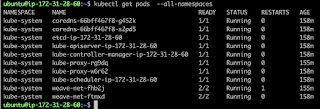 ubuntu@ip-172-31-28-60:~$ kubectl get pods --all-namespaces
NAMESPACE NAME READY STATUS RESTARTS AGE
kube-system coredns-66bff467f8-g452k 1/1 Running 0 158m
kube-system coredns-66bff467f8-s2pd5 1/1 Running 0 158m
kube-system etcd-ip-172-31-28-60 1/1 Running 0 158m
kube-system kube-apiserver-ip-172-31-28-60 1/1 Running 0 158m
kube-system kube-controller-manager-ip-172-31-28-60 1/1 Running 0 158m
kube-system kube-proxy-rg9dq 1/1 Running 0 155m
kube-system kube-proxy-w6r62 1/1 Running 0 158m
kube-system kube-scheduler-ip-172-31-28-60 1/1 Running 0 158m
kube-system weave-net-fhb2j 2/2 Running 1 155m
kube-system weave-net-ftmxd 2/2 Running 0 158m
ubuntu@ip-172-31-28-60:~$